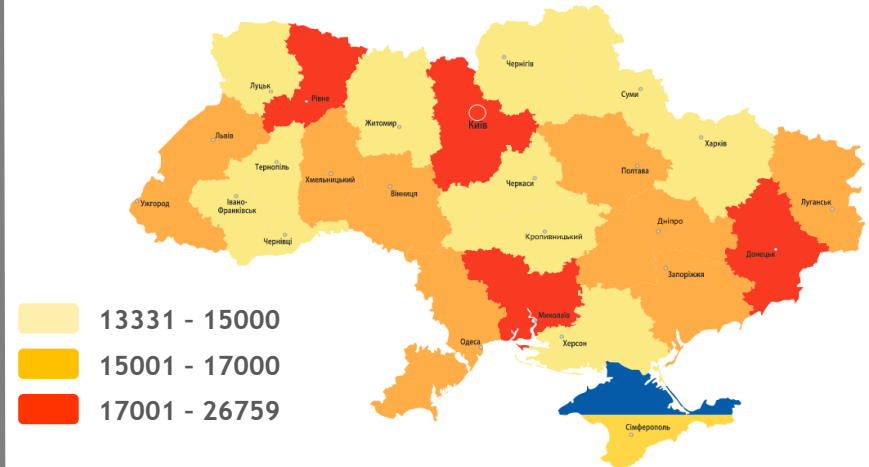 Чернігів
Луцьк
Рівне
Суми
Житомир
Київ
Львів
Харків
Тернопіль
Хмельницький
Полтава
Черкаси
Вінниця
Ужгород
Івано-
Франківськ
Луганськ
Дніпро
Чернівці
Кропивницький
Донецьк
Запоріжжя
Миколаїв
Одеса
Херсон
Сімферополь
13331 - 15000
15001 - 17000
17001 - 26759